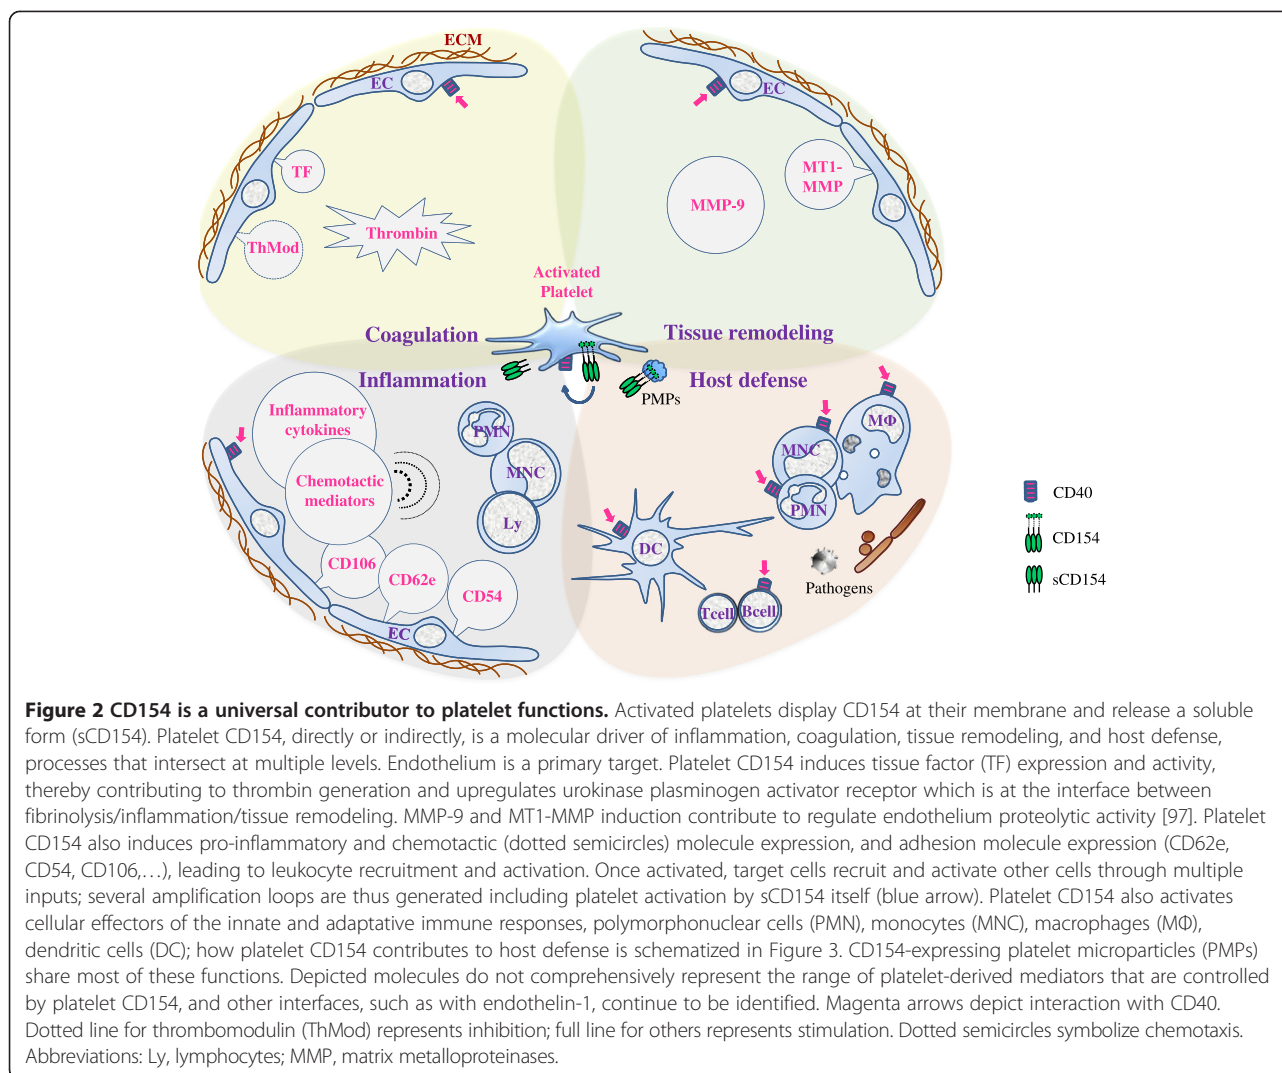 ECM
EC
EC
TF
MT1-
MMP
MMP-9
ThMod
Thrombin
Activated
Platelet
Coagulation
Tissue remodeling
Inflammation
Host defense
PMPs
Inflammatory
cytokines
Chemotactic
mediators
PMN
MNC
Ly
CD106
CD62e
CD54
EC
MΦ
MNC
PMN
DC
Tcell
Bcell
Pathogens
CD40
CD154
sCD154
Figure 2 CD154 is a universal contributor to platelet functions. Activated platelets display CD154 at their membrane and release a soluble
form (sCD154). Platelet CD154, directly or indirectly, is a molecular driver of inflammation, coagulation, tissue remodeling, and host defense,
processes that intersect at multiple levels. Endothelium is a primary target. Platelet CD154 induces tissue factor (TF) expression and activity,
thereby contributing to thrombin generation and upregulates urokinase plasminogen activator receptor which is at the interface between
fibrinolysis/inflammation/tissue remodeling. MMP-9 and MT1-MMP induction contribute to regulate endothelium proteolytic activity [97]. Platelet
CD154 also induces pro-inflammatory and chemotactic (dotted semicircles) molecule expression, and adhesion molecule expression (CD62e,
CD54, CD106,...), leading to leukocyte recruitment and activation. Once activated, target cells recruit and activate other cells through multiple
inputs; several amplification loops are thus generated including platelet activation by sCD154 itself (blue arrow). Platelet CD154 also activates
cellular effectors of the innate and adaptative immune responses, polymorphonuclear cells (PMN), monocytes (MNC), macrophages (MΦ),
dendritic cells (DC); how platelet CD154 contributes to host defense is schematized in Figure 3. CD154-expressing platelet microparticles (PMPs)
share most of these functions. Depicted molecules do not comprehensively represent the range of platelet-derived mediators that are controlled
by platelet CD154, and other interfaces, such as with endothelin-1, continue to be identified. Magenta arrows depict interaction with CD40.
Dotted line for thrombomodulin (ThMod) represents inhibition; full line for others represents stimulation. Dotted semicircles symbolize chemotaxis.
Abbreviations: Ly, lymphocytes; MMP, matrix metalloproteinases.